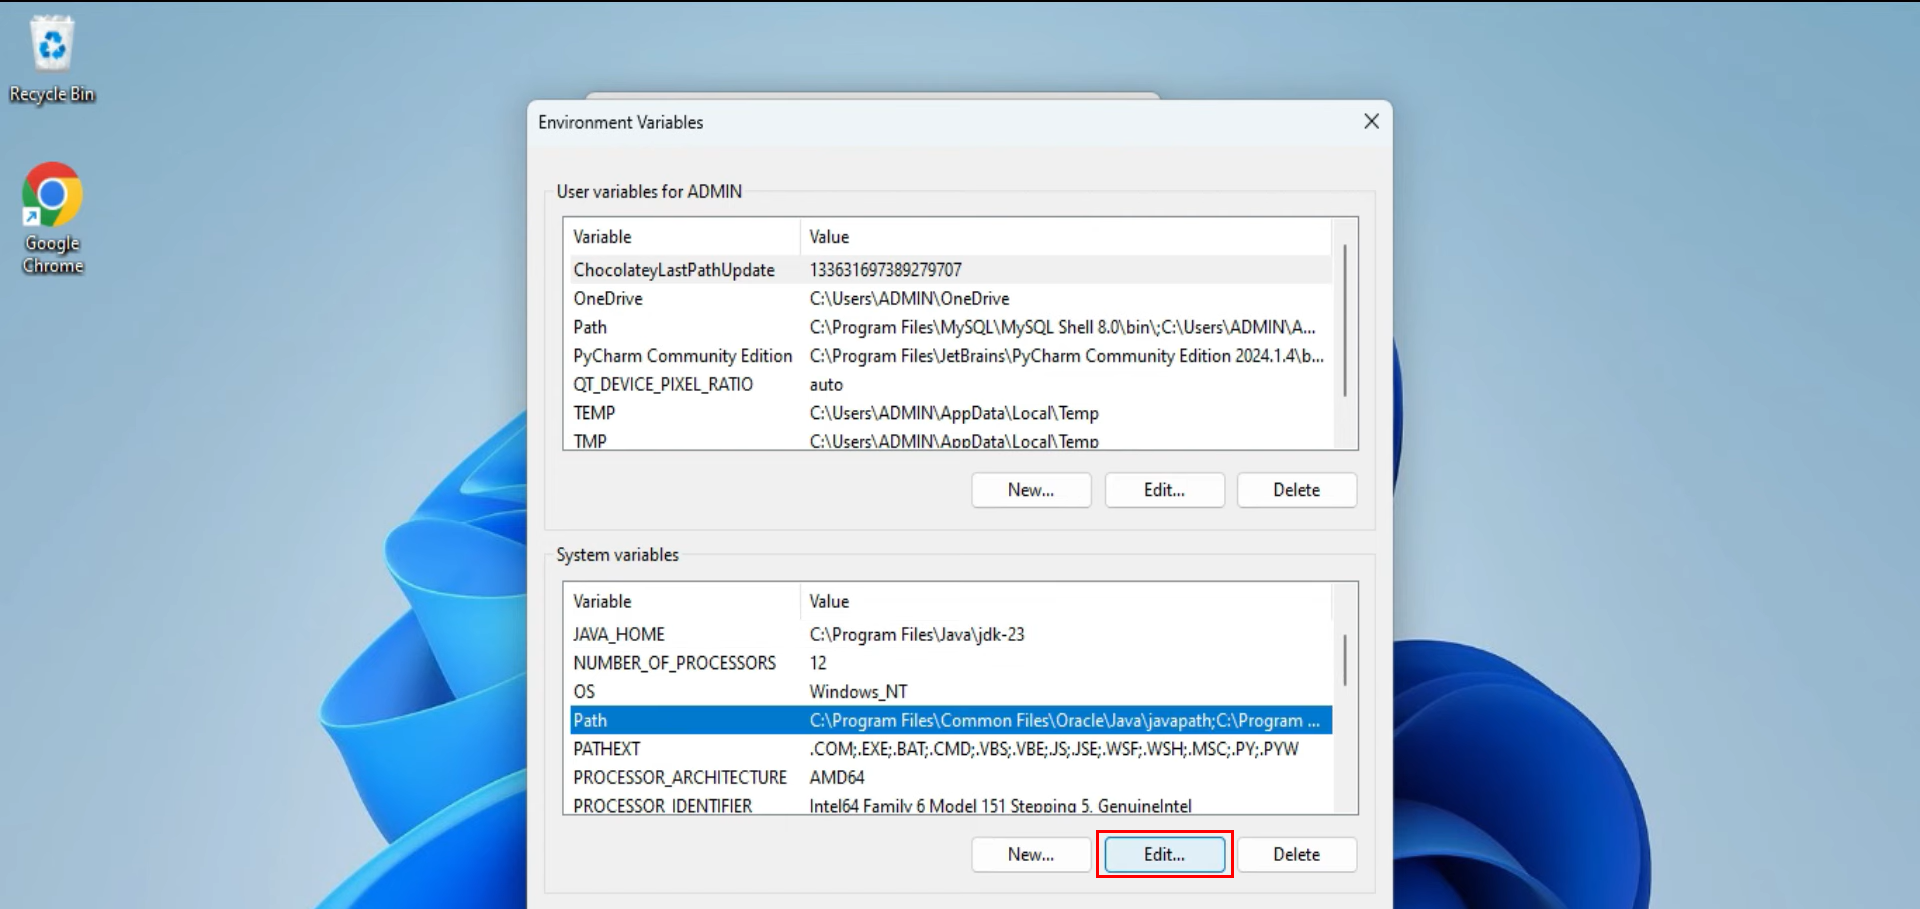 Recycle Bin
Google
Chrome
Environment Variables
User variables for ADMIN
Variable Value
ChocolateyLastPathUpdate 133631697389279707
OneDrive C:\Users\ADMIN\OneDrive
Path C:\Program Files\MySQL\MySQL Shell 8.0\bin\;C:\Users\ADMIN\A...
PyCharm Community Edition C:\Program Files\JetBrains\PyCharm Community Edition 2024.1.4\b...
QT_DEVICE_PIXEL_RATIO auto
TEMP C:\Users\ADMIN\AppData\Local\Temp
TMP C:\Users\ADMIN\AppData\Local\Temp
New... Edit... Delete
System variables
Variable Value
JAVA_HOME C:\Program Files\Java\jdk-23
NUMBER_OF_PROCESSORS 12
OS Windows_NT
Path C:\Program Files\Common Files\Oracle\Java\javapath;C:\Program ...
PATHEXT .COM;.EXE;.BAT;.CMD;.VBS;.VBE;.JS;.JSE;.WSF;.WSH;.MSC;.PY;.PYW
PROCESSOR_ARCHITECTURE AMD64
PROCESSOR_IDENTIFIER Intel64 Family 6 Model 151 Stepping 5, GenuineIntel
New... Edit... Delete